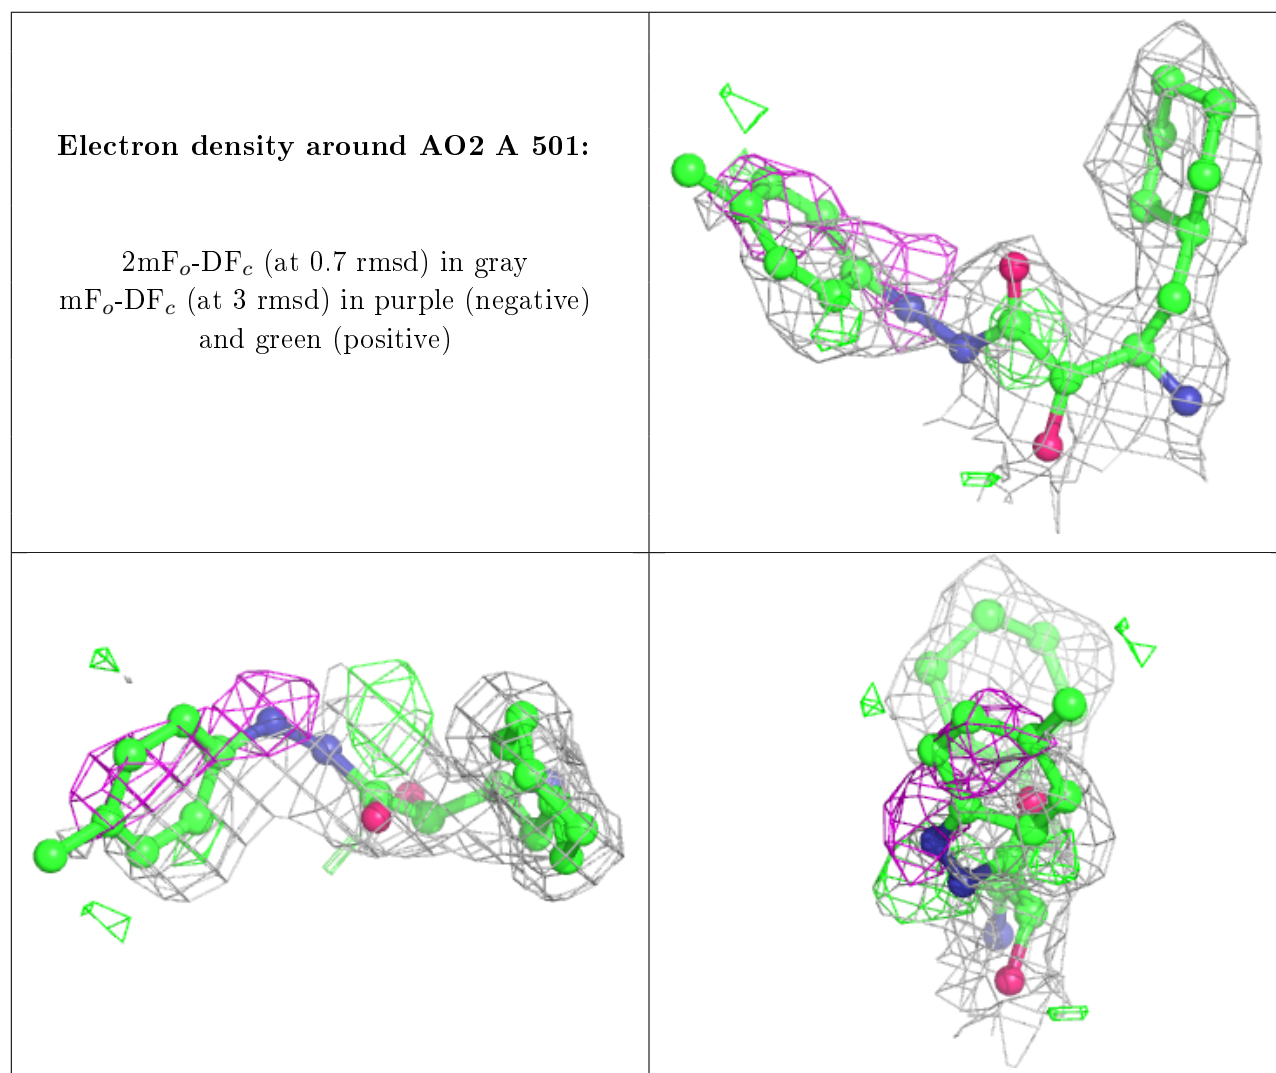 Electron density around AO2 A 501:
2mFₒ-DF𝒸 (at 0.7 rmsd) in gray
mFₒ-DF𝒸 (at 3 rmsd) in purple (negative)
and green (positive)